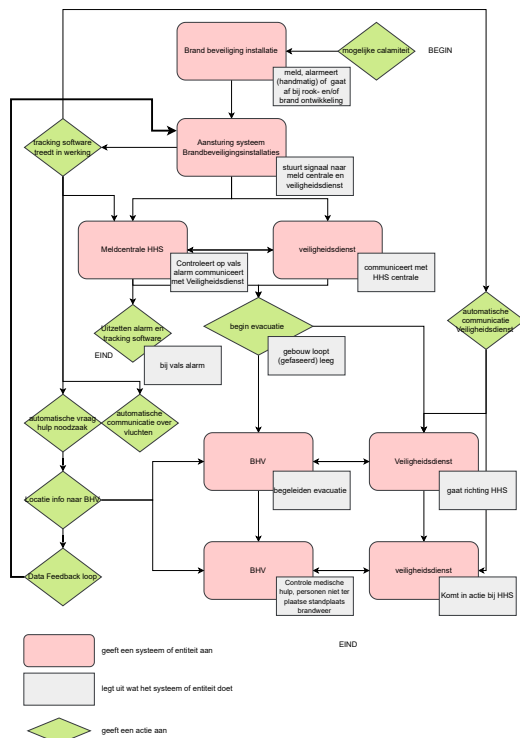 Brand beveiliging installatie
mogelijke calamiteit
BEGIN
meld, alarmeert
(handmatig) of  gaat
af bij rook- en/of
brand ontwikkeling
tracking software
treedt in werking
Aansturing systeem
Brandbeveiligingsinstallaties
stuurt signaal naar
meld centrale en
veiligheidsdienst
Meldcentrale HHS
veiligheidsdienst
Controleert op vals
alarm communiceert
met Veiligheidsdienst
communiceert met
HHS centrale
Uitzetten alarm en
tracking software
begin evacuatie
automatische
communicatie
Veiligheidsdienst
EIND
bij vals alarm
gebouw loopt
(gefaseerd) leeg
automatische vraag
hulp noodzaak
automatische
communicatie over
vluchten
BHV
Veiligheidsdienst
begeleiden evacuatie
gaat richting HHS
Locatie info naar BHV
Data Feedback loop
BHV
veiligheidsdienst
Controle medische
hulp, personen niet ter
plaatse standplaats
brandweer
Komt in actie bij HHS
EIND
geeft een systeem of entiteit aan
legt uit wat het systeem of entiteit doet
geeft een actie aan